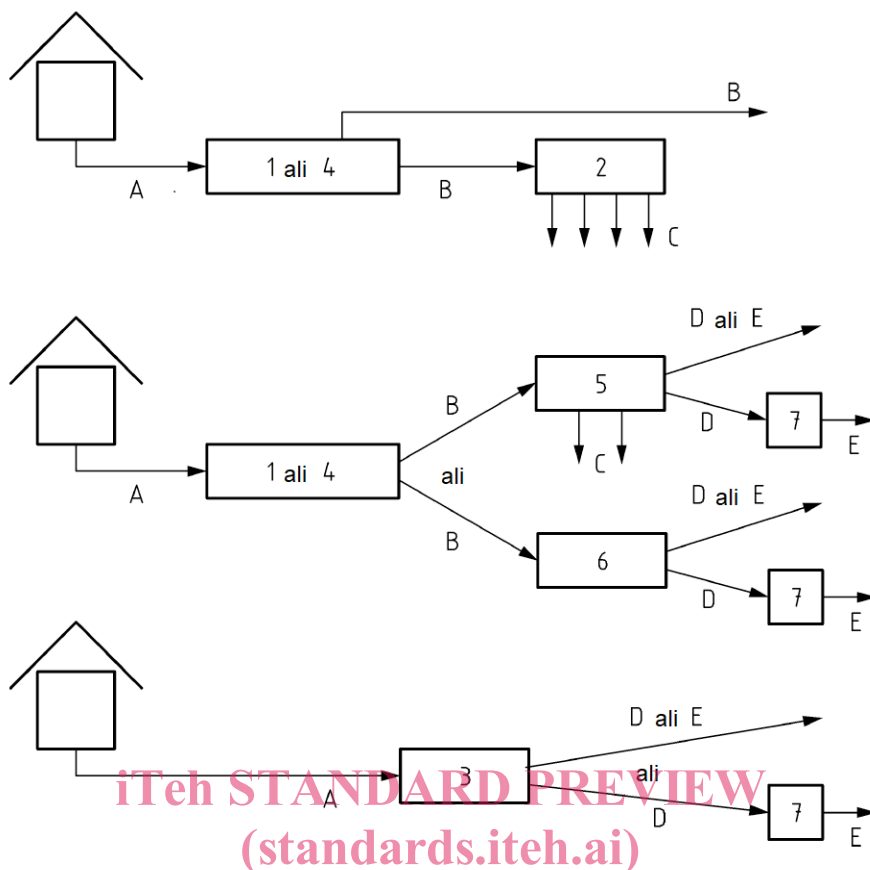 B
1 ali 4
2
A
B
C
D ali E
5
B
7
D
E
1 ali 4
ali
C
A
D ali E
B
6
7
D
E
D ali E
3
ali
iTeh STANDARD PREVIEW
A
D
7
E
(standards.iteh.ai)